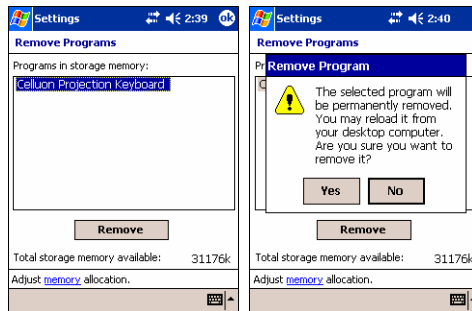 Settings 2:39 ok
Remove Programs
Programs in storage memory:
Celluon Projection Keyboard
Remove
Total storage memory available: 31176k
Adjust memory allocation.
Settings 2:40
Remove Programs
Pr
Remove Program
C
The selected program will
be permanently removed.
You may reload it from
your desktop computer.
Are you sure you want to
remove it?
Yes No
Remove
Total storage memory available: 31176k
Adjust memory allocation.